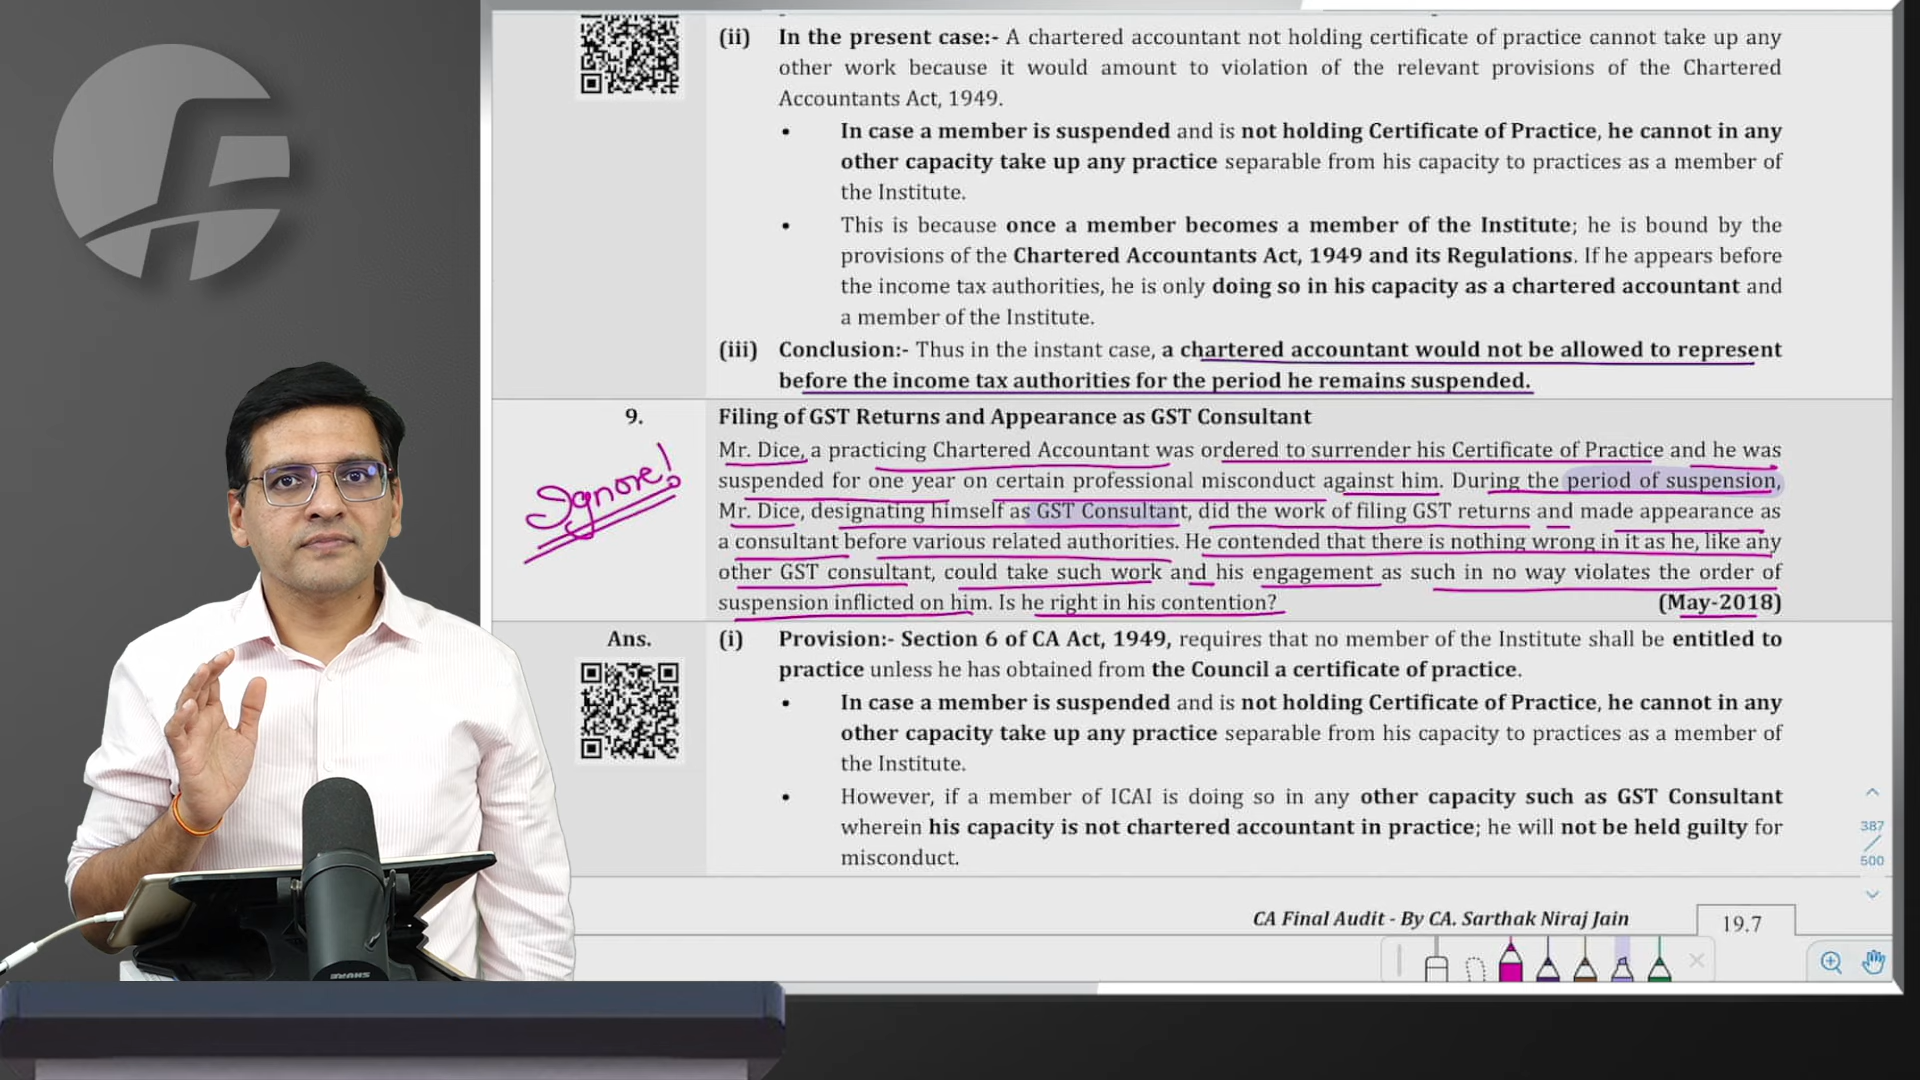 (ii) In the present case:- A chartered accountant not holding certificate of practice cannot take up any
other work because it would amount to violation of the relevant provisions of the Chartered
Accountants Act, 1949.
• In case a member is suspended and is not holding Certificate of Practice, he cannot in any
other capacity take up any practice separable from his capacity to practices as a member of
the Institute.
• This is because once a member becomes a member of the Institute; he is bound by the
provisions of the Chartered Accountants Act, 1949 and its Regulations. If he appears before
the income tax authorities, he is only doing so in his capacity as a chartered accountant and
a member of the Institute.
(iii) Conclusion:- Thus in the instant case, a chartered accountant would not be allowed to represent
before the income tax authorities for the period he remains suspended.
9. Filing of GST Returns and Appearance as GST Consultant
Ignore!
Mr. Dice, a practicing Chartered Accountant was ordered to surrender his Certificate of Practice and he was
suspended for one year on certain professional misconduct against him. During the period of suspension,
Mr. Dice, designating himself as GST Consultant, did the work of filing GST returns and made appearance as
a consultant before various related authorities. He contended that there is nothing wrong in it as he, like any
other GST consultant, could take such work and his engagement as such in no way violates the order of
suspension inflicted on him. Is he right in his contention? (May-2018)
Ans. (i) Provision:- Section 6 of CA Act, 1949, requires that no member of the Institute shall be entitled to
practice unless he has obtained from the Council a certificate of practice.
• In case a member is suspended and is not holding Certificate of Practice, he cannot in any
other capacity take up any practice separable from his capacity to practices as a member of
the Institute.
• However, if a member of ICAI is doing so in any other capacity such as GST Consultant
wherein his capacity is not chartered accountant in practice; he will not be held guilty for
misconduct.
387
/
500
CA Final Audit - By CA. Sarthak Niraj Jain 19.7
SHURE